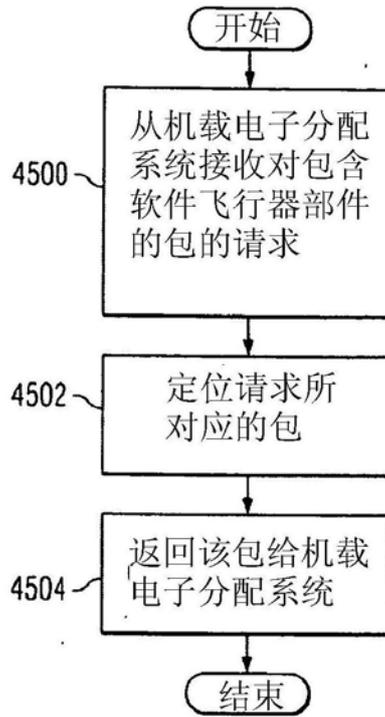 开始
4500
从机载电子分配
系统接收对包含
软件飞行器部件
的包的请求
4502
定位请求所
对应的包
4504
返回该包给机载
电子分配系统
结束